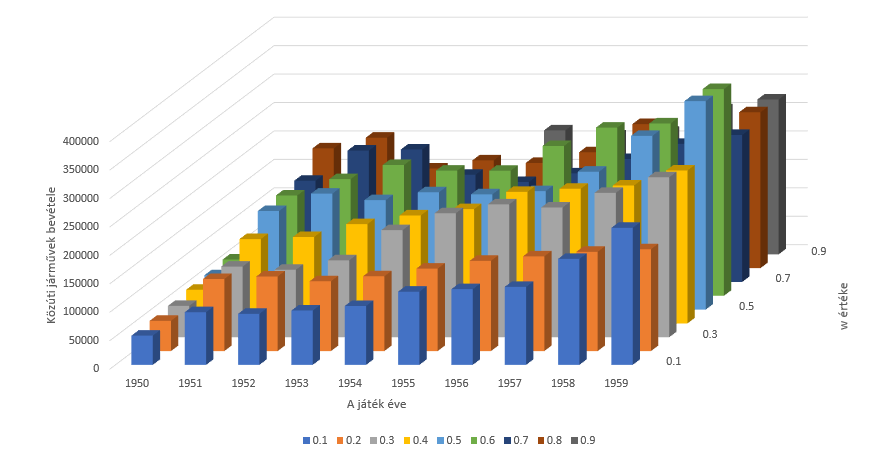 400000
350000
300000
250000
200000
150000
100000
50000
0
Közúti járművek bevétele
1950 1951 1952 1953 1954 1955 1956 1957 1958 1959
A játék éve
0.1
0.3
0.5
0.7
0.9
w értéke
0.1 0.2 0.3 0.4 0.5 0.6 0.7 0.8 0.9